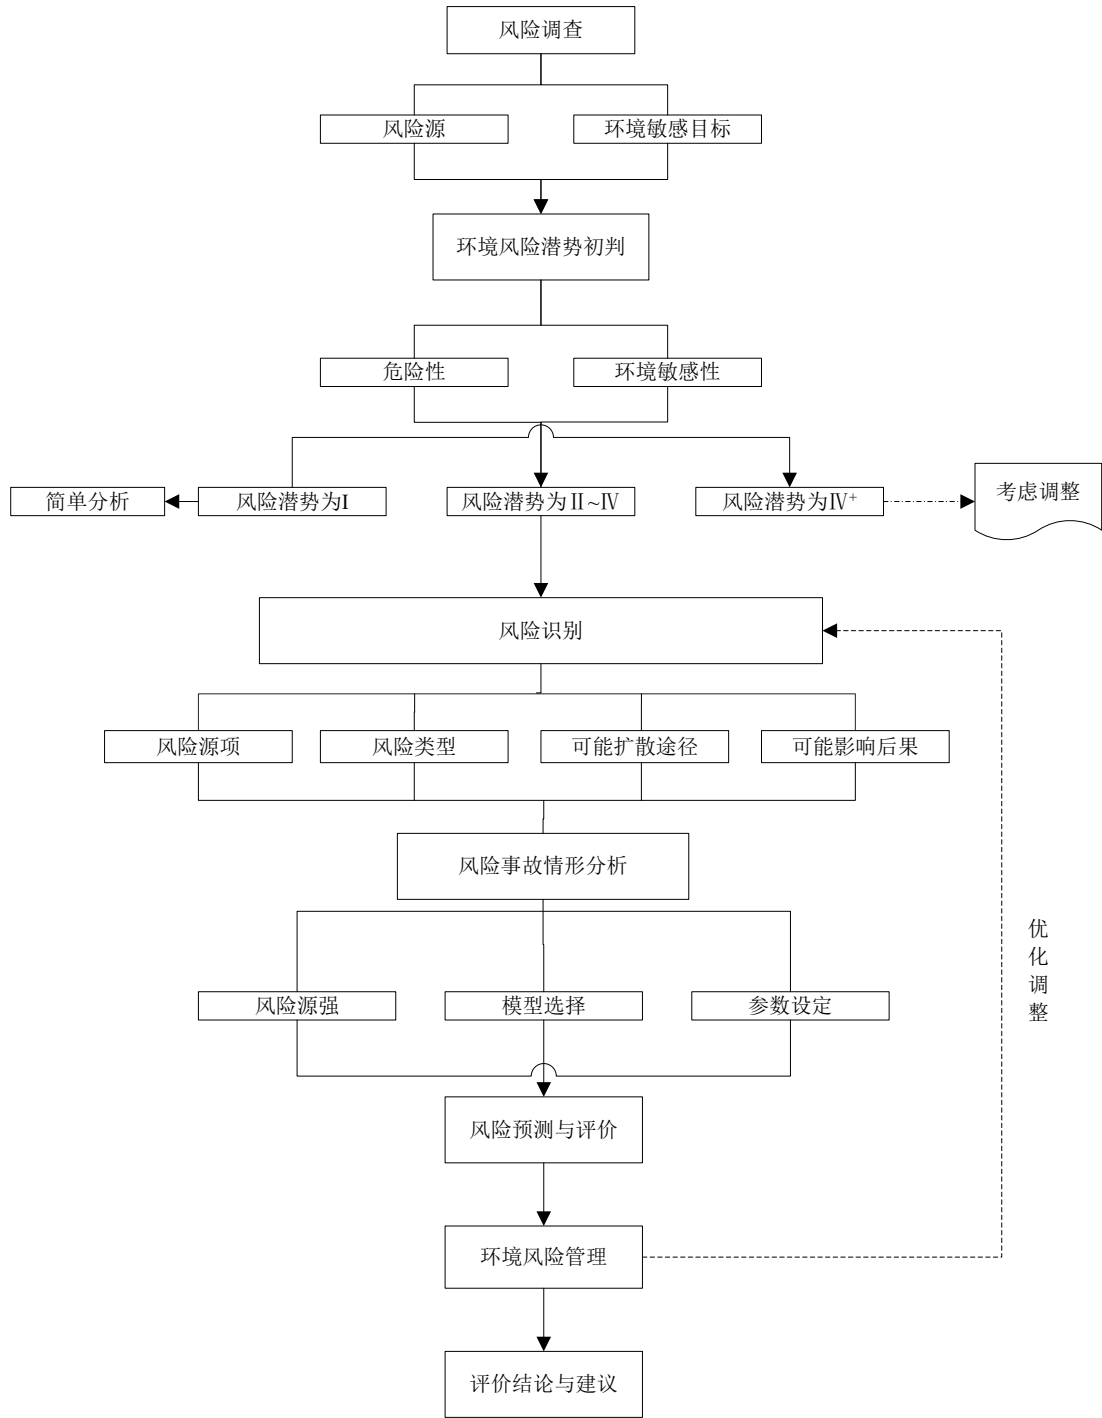 风险调查
风险源
环境敏感目标
环境风险潜势初判
危险性
环境敏感性
简单分析
风险潜势为Ⅰ
风险潜势为Ⅱ~Ⅳ
风险潜势为Ⅳ⁺
考虑调整
风险识别
风险源项
风险类型
可能扩散途径
可能影响后果
风险事故情形分析
优化调整
风险源强
模型选择
参数设定
风险预测与评价
环境风险管理
评价结论与建议